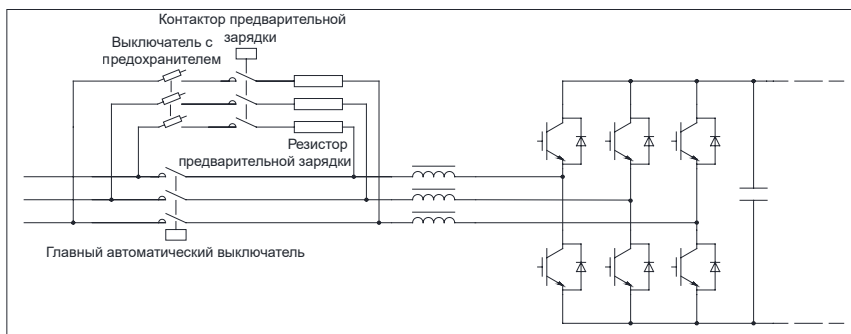 Контактор предварительной
зарядки
Выключатель с
предохранителем
Резистор
предварительной зарядки
Главный автоматический выключатель